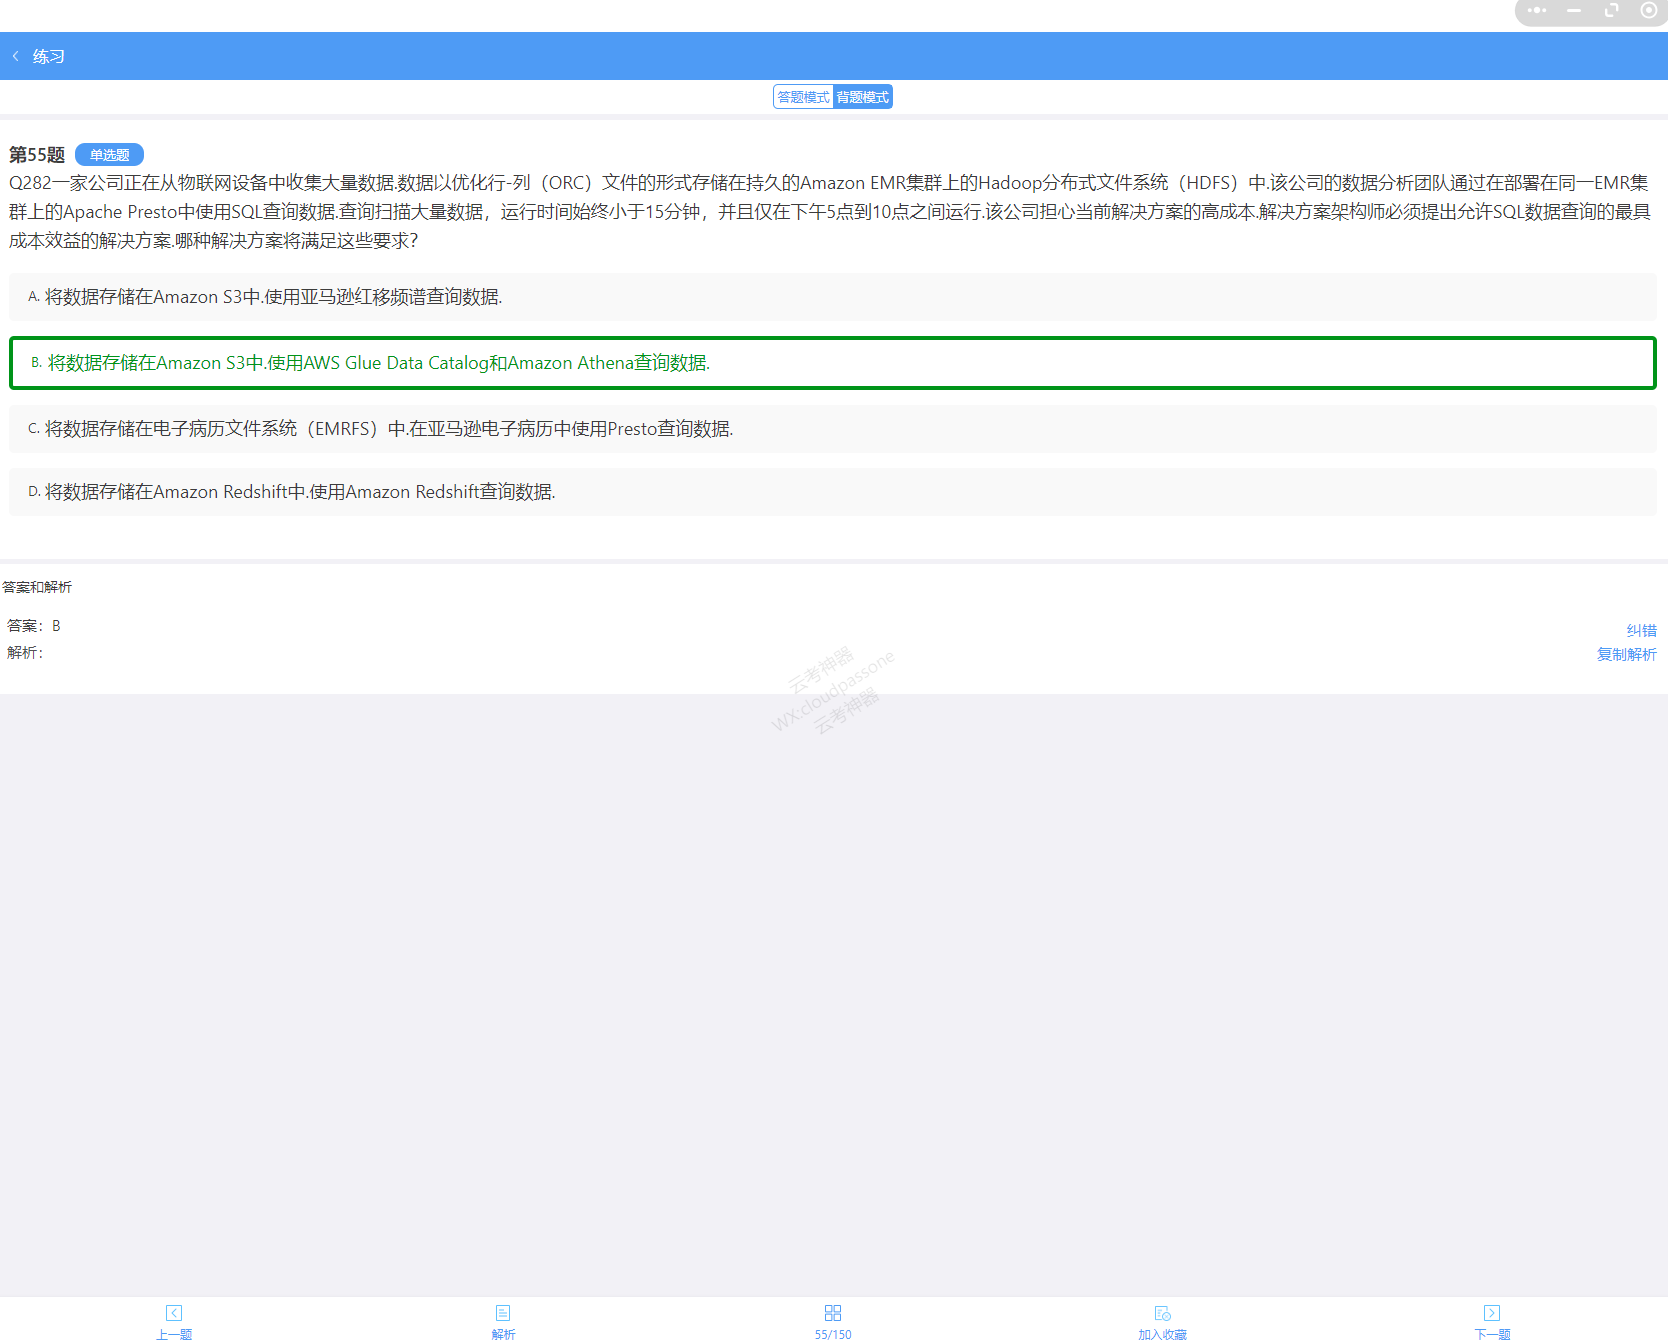 练习
答题模式 背题模式
第55题 单选题
Q282一家公司正在从物联网设备中收集大量数据.数据以优化行-列（ORC）文件的形式存储在持久的Amazon EMR集群上的Hadoop分布式文件系统（HDFS）中.该公司的数据分析团队通过在部署在同一EMR集
群上的Apache Presto中使用SQL查询数据.查询扫描大量数据，运行时间始终小于15分钟，并且仅在下午5点到10点之间运行.该公司担心当前解决方案的高成本.解决方案架构师必须提出允许SQL数据查询的最具
成本效益的解决方案.哪种解决方案将满足这些要求？
A. 将数据存储在Amazon S3中.使用亚马逊红移频谱查询数据.
B. 将数据存储在Amazon S3中.使用AWS Glue Data Catalog和Amazon Athena查询数据.
C. 将数据存储在电子病历文件系统（EMRFS）中.在亚马逊电子病历中使用Presto查询数据.
D. 将数据存储在Amazon Redshift中.使用Amazon Redshift查询数据.
答案和解析
答案：B
纠错
解析：
复制解析
云考神器
WX:cloudpassone
云考神器
上一题 解析 55/150 加入收藏 下一题